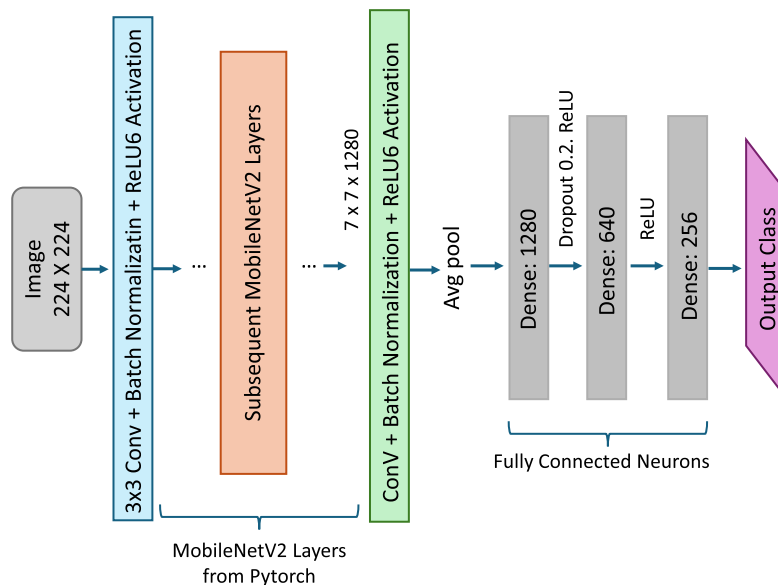 Image
224 X 224
3x3 Conv + Batch Normalizatin + ReLU6 Activation
...
Subsequent MobileNetV2 Layers
...
7 x 7 x 1280
ConV + Batch Normalization + ReLU6 Activation
Avg pool
Dense: 1280
Dropout 0.2. ReLU
Dense: 640
ReLU
Dense: 256
Output Class
MobileNetV2 Layers
from Pytorch
Fully Connected Neurons